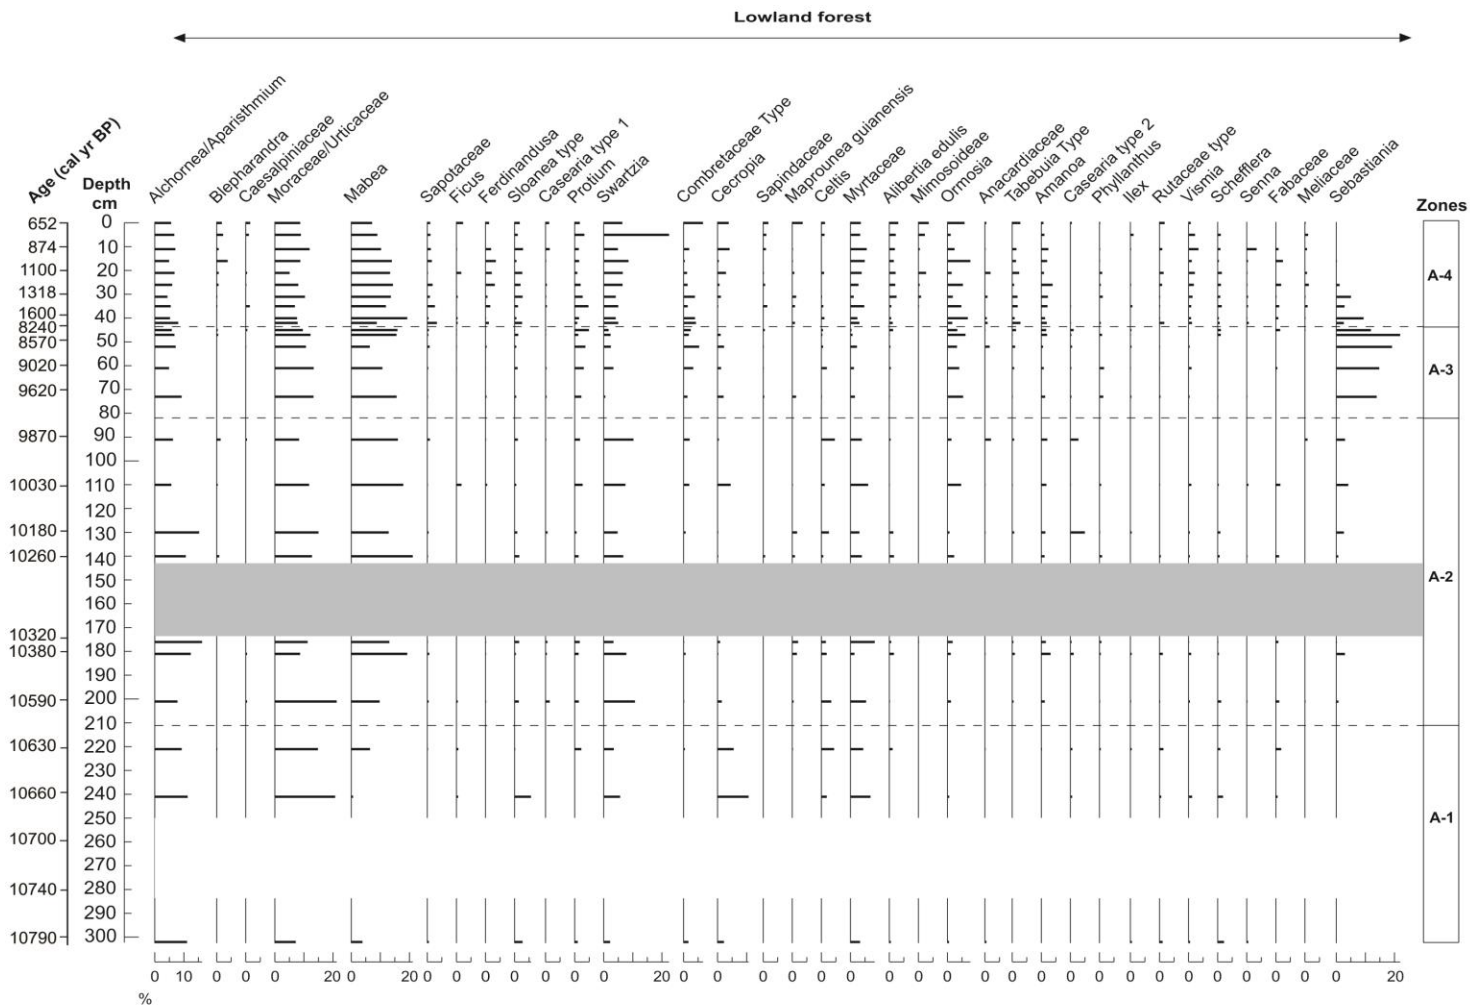 Lowland forest
Age (cal yr BP)
Depth
cm
Alchornea/Aparisthmium
Blepharandra
Caesalpiniaceae
Moraceae/Urticaceae
Mabea
Sapotaceae
Ficus
Ferdinandusa
Sloanea type
Casearia type 1
Protium
Swartzia
Combretaceae Type
Cecropia
Sapindaceae
Maprounea guianensis
Celtis
Myrtaceae
Alibertia edulis
Mimosoideae
Ormosia
Anacardiaceae
Tabebuia Type
Amanoa
Casearia type 2
Phyllanthus
Ilex
Rutaceae type
Vismia
Schefflera
Senna
Fabaceae
Meliaceae
Sebastiania
Zones
652 0
874 10
1100 20
1318 30 A-4
1600 40
8240
8570 50
9020 60
9620 70 A-3
80
9870 90
100
10030 110
120
10180 130
10260 140
150 A-2
160
10320 170
10380 180
190
10590 200
210
10630 220
230
10660 240
250 A-1
10700 260
270
10740 280
290
10790 300
0 10 0 0 0 20 0 20 0 0 0 0 0 0 0 20 0 0 0 0 0 0 0 0 0 0 0 0 0 0 0 0 0 0 0 0 0 20
%